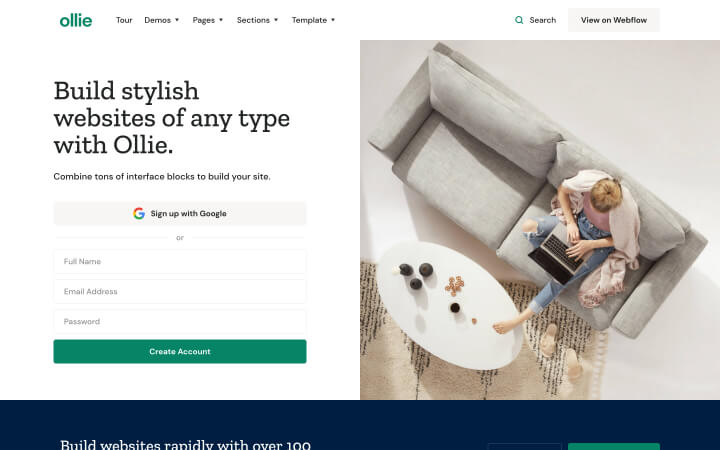 ollie
Tour
Demos
Pages
Sections
Template
Search
View on Webflow
Build stylish
websites of any type
with Ollie.
Combine tons of interface blocks to build your site.
Sign up with Google
or
Full Name
Email Address
Password
Create Account
Build websites rapidly with over 100